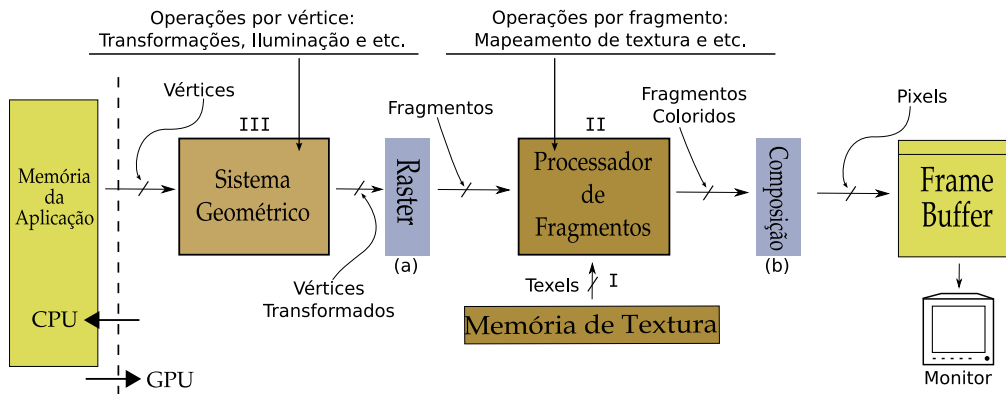 Operações por vértice:
Transformações, Iluminação e etc.
Operações por fragmento:
Mapeamento de textura e etc.
Vértices
Fragmentos
Fragmentos
Coloridos
Pixels
III
II
Memória
da
Aplicação
Sistema
Geométrico
Raster
Processador
de
Fragmentos
Composição
Frame
Buffer
(a)
(b)
Vértices
Transformados
Texels
I
Memória de Textura
CPU
GPU
Monitor